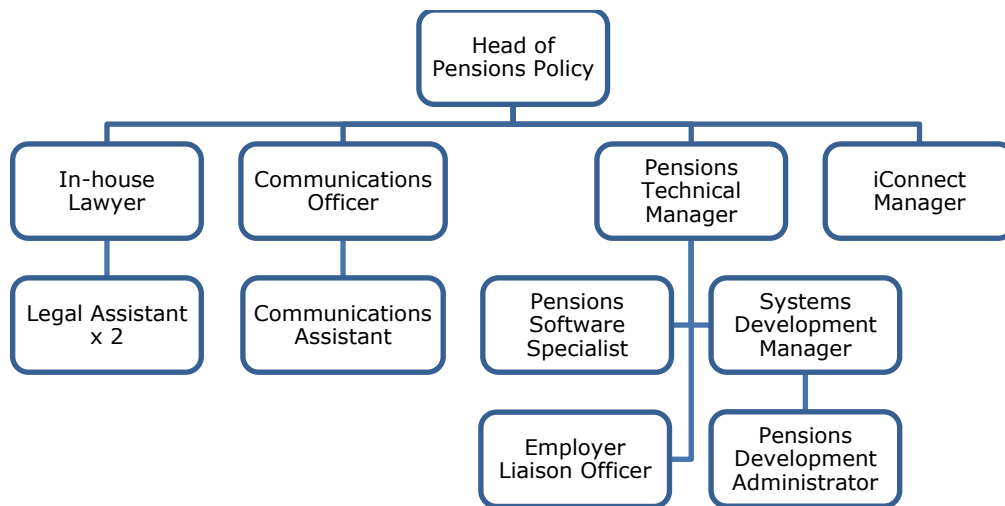 Head of
Pensions Policy
In-house
Lawyer
Communications
Officer
Pensions
Technical
Manager
iConnect
Manager
Legal Assistant
x 2
Communications
Assistant
Pensions
Software
Specialist
Systems
Development
Manager
Employer
Liaison Officer
Pensions
Development
Administrator